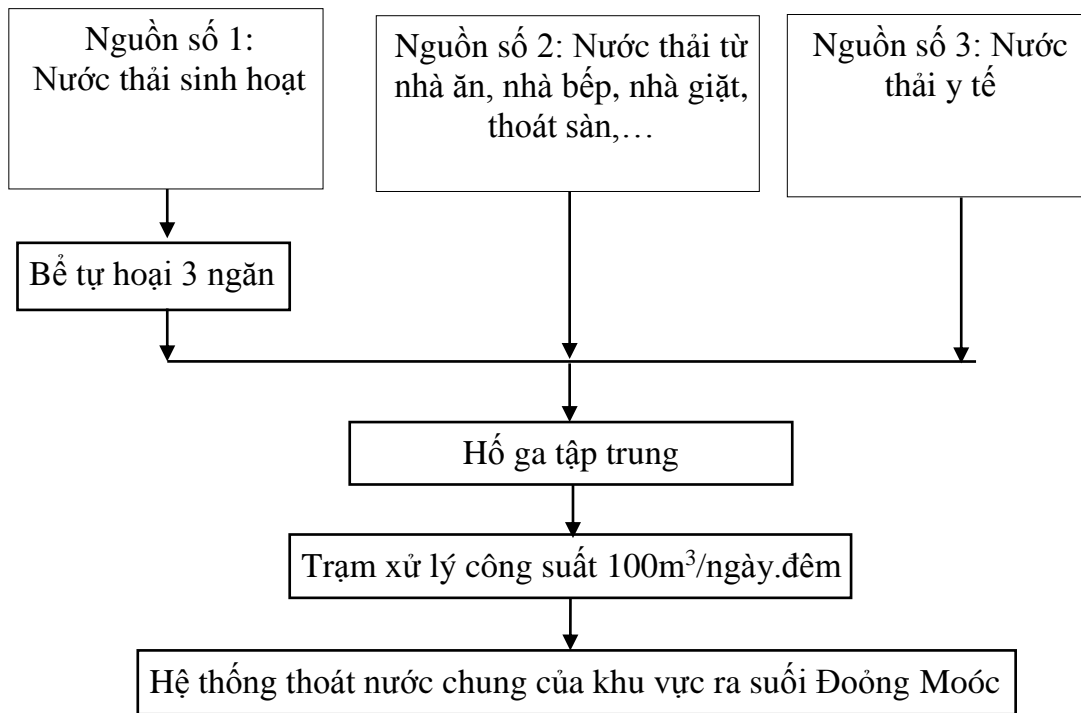 Nguồn số 1:
Nước thải sinh hoạt
Nguồn số 2: Nước thải từ
nhà ăn, nhà bếp, nhà giặt,
thoát sàn,…
Nguồn số 3: Nước
thải y tế
Bể tự hoại 3 ngăn
Hố ga tập trung
Trạm xử lý công suất 100m³/ngày.đêm
Hệ thống thoát nước chung của khu vực ra suối Đoỏng Moóc